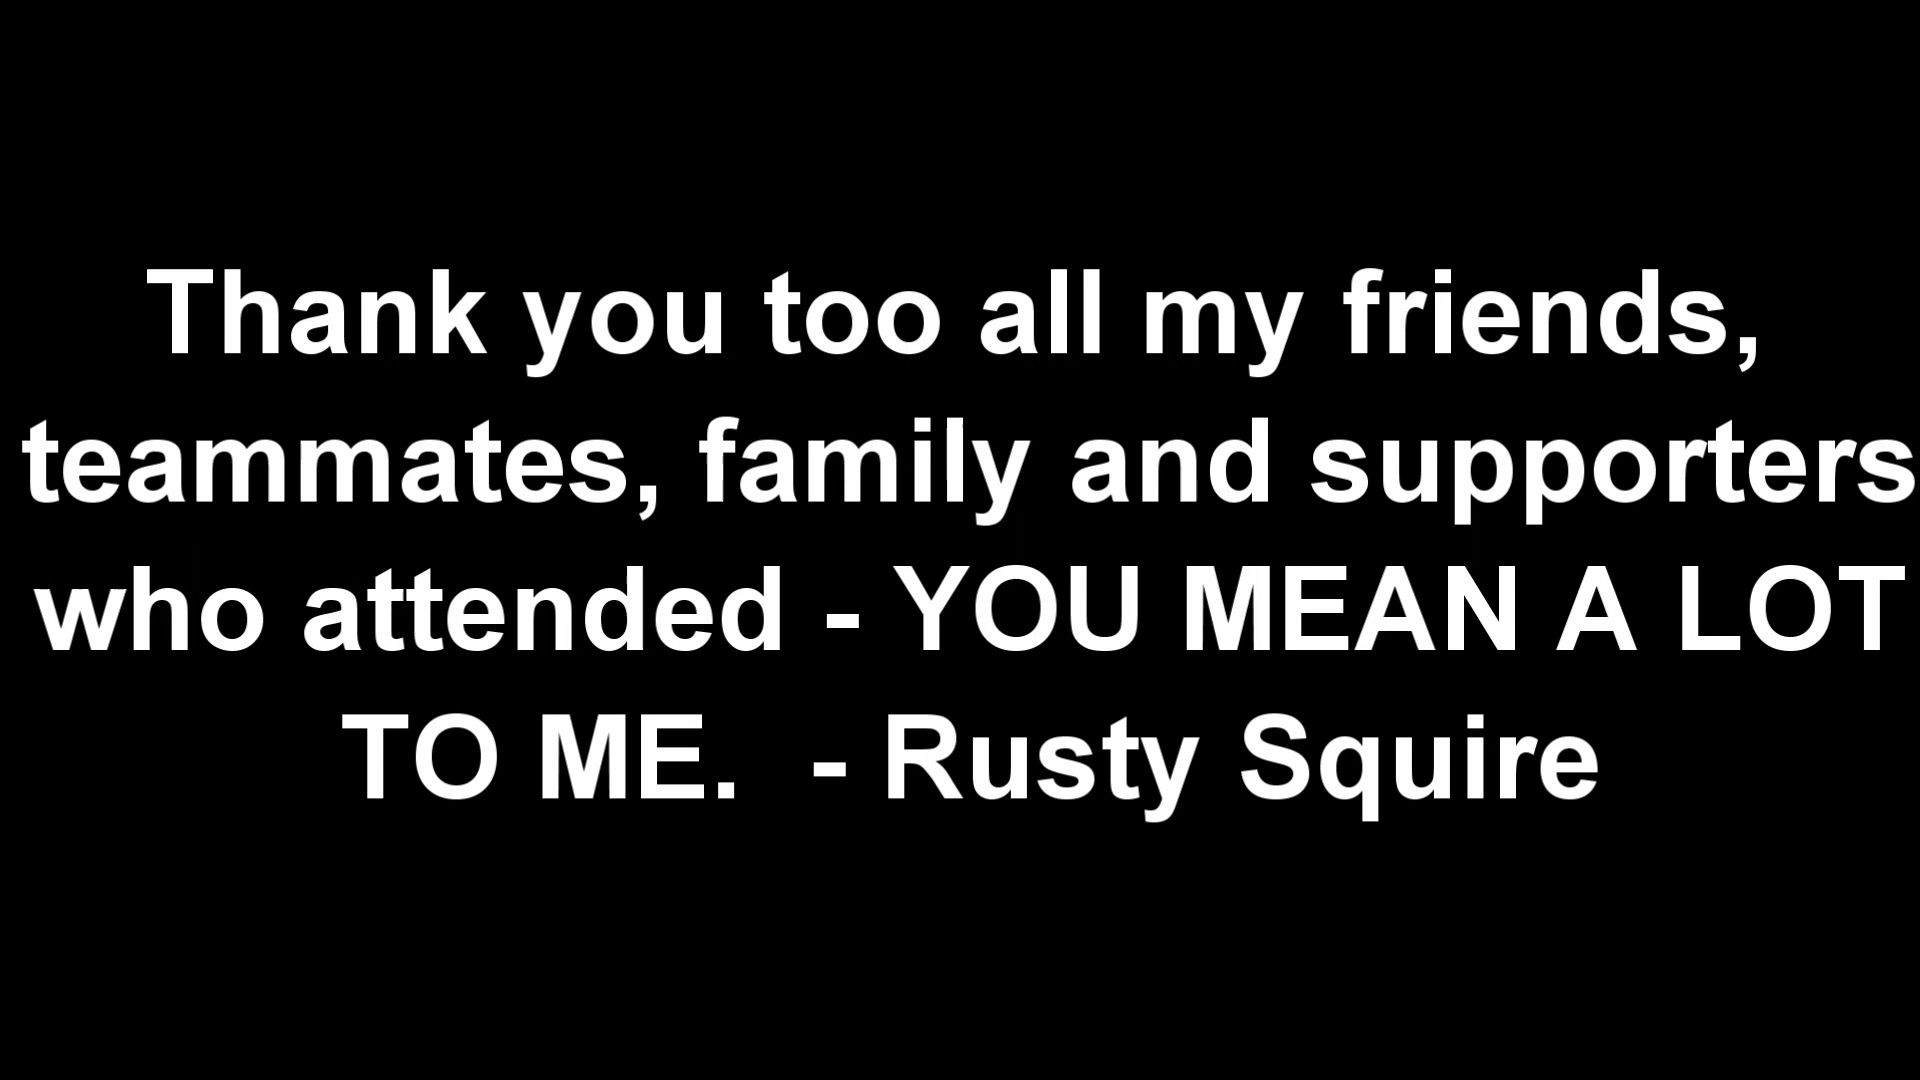 Thank you too all my friends,
teammates, family and supporters
who attended - YOU MEAN A LOT
TO ME.  - Rusty Squire